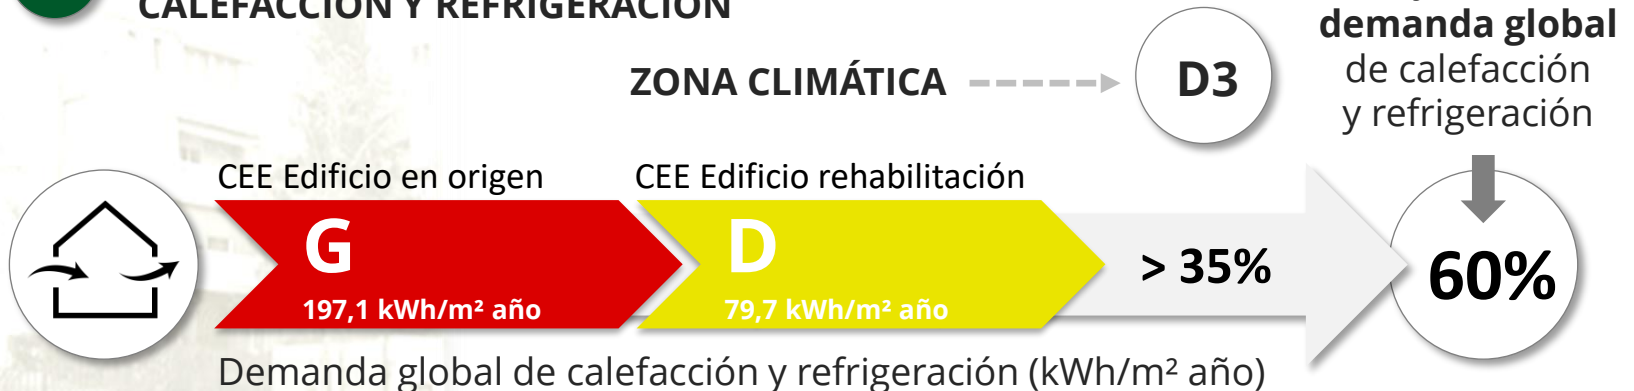 CALEFACCIÓN Y REFRIGERACIÓN
demanda global
de calefacción
y refrigeración
ZONA CLIMÁTICA
D3
CEE Edificio en origen
CEE Edificio rehabilitación
G
197,1 kWh/m² año
D
79,7 kWh/m² año
> 35%
60%
Demanda global de calefacción y refrigeración (kWh/m² año)